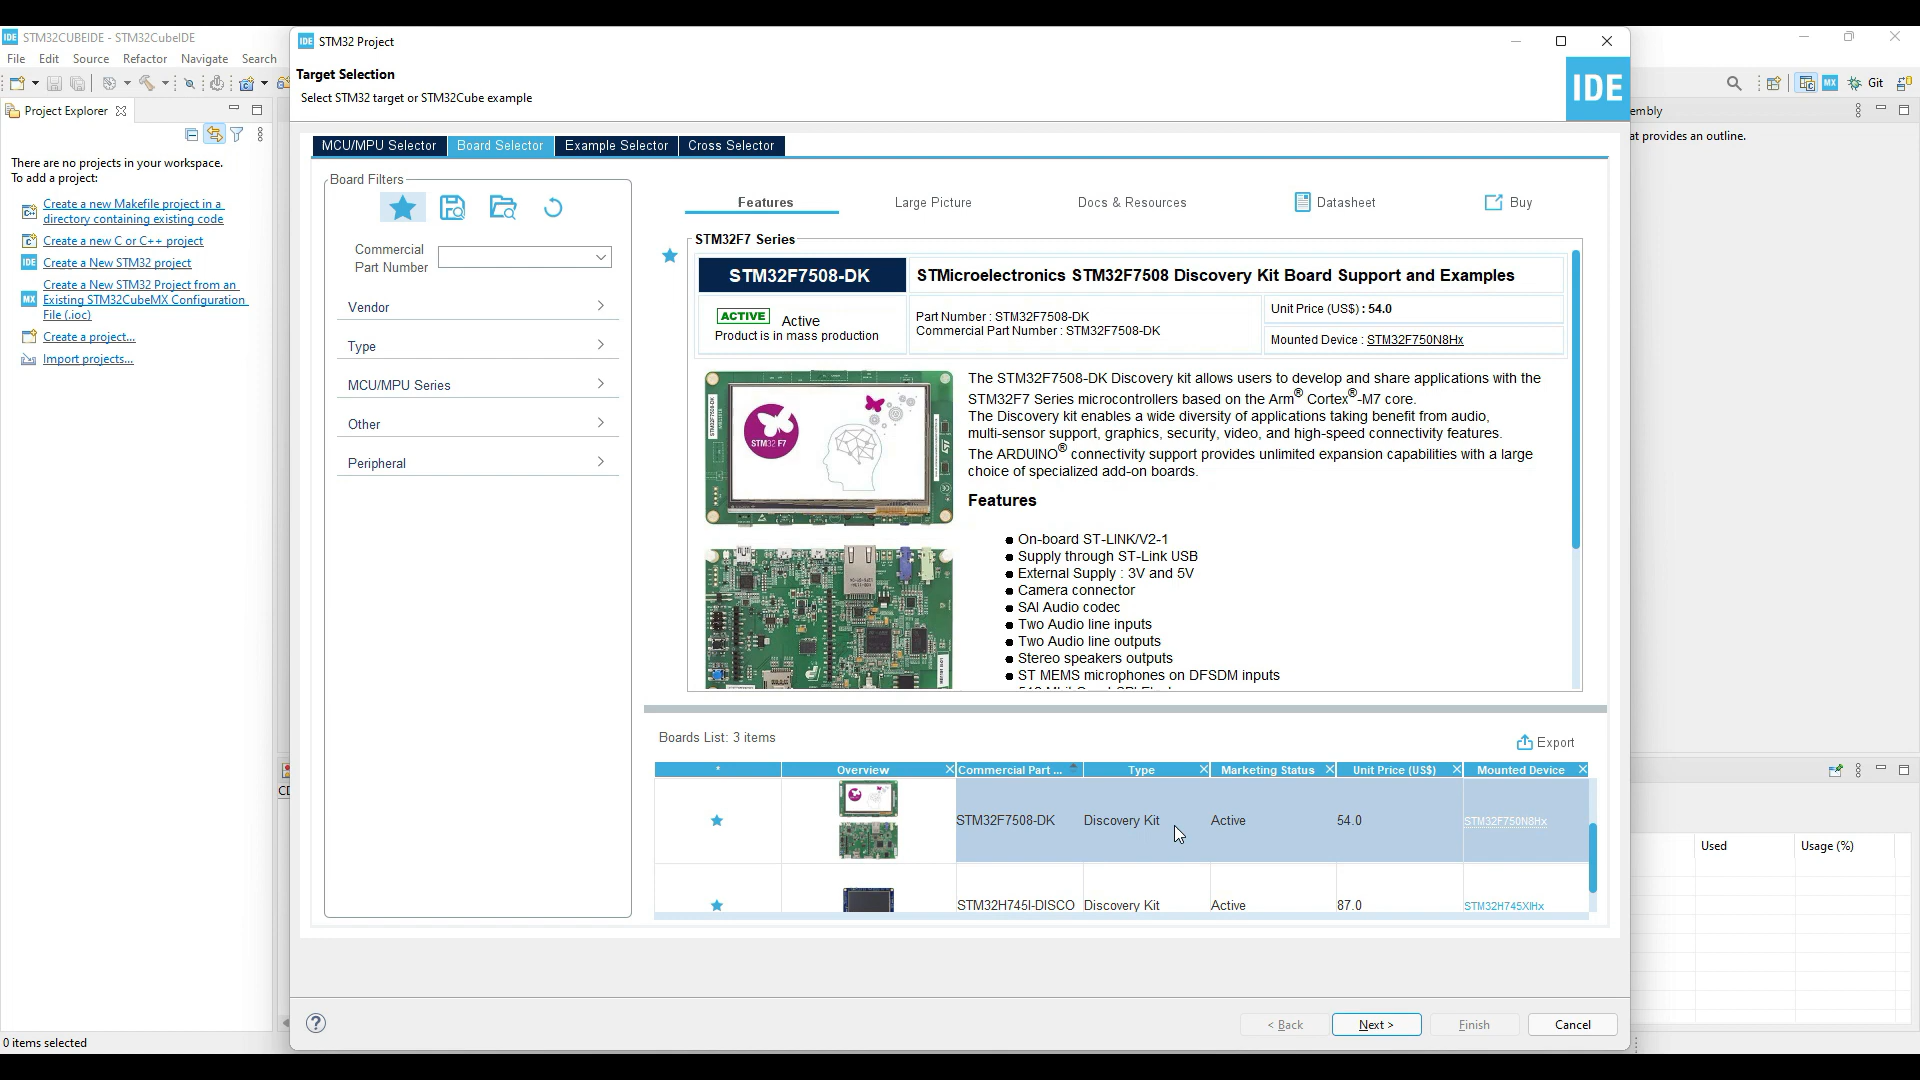 IDE STM32CUBEIDE - STM32CubeIDE
File Edit Source Refactor Navigate Search
Project Explorer
There are no projects in your workspace.
To add a project:
Create a new Makefile project in a
directory containing existing code
Create a new C or C++ project
IDE Create a New STM32 project
Create a New STM32 Project from an
MX Existing STM32CubeMX Configuration
File (.ioc)
Create a project...
Import projects...
0 items selected
IDE STM32 Project
Target Selection
Select STM32 target or STM32Cube example
IDE
MCU/MPU Selector Board Selector Example Selector Cross Selector
Board Filters
Commercial
Part Number
Vendor
Type
MCU/MPU Series
Other
Peripheral
Features Large Picture Docs & Resources Datasheet Buy
STM32F7 Series
STM32F7508-DK STMicroelectronics STM32F7508 Discovery Kit Board Support and Examples
ACTIVE Active
Product is in mass production
Part Number : STM32F7508-DK
Commercial Part Number : STM32F7508-DK
Unit Price (US$) : 54.0
Mounted Device : STM32F750N8Hx
STM32 F7
The STM32F7508-DK Discovery kit allows users to develop and share applications with the
STM32F7 Series microcontrollers based on the Arm® Cortex®-M7 core.
The Discovery kit enables a wide diversity of applications taking benefit from audio,
multi-sensor support, graphics, security, video, and high-speed connectivity features.
The ARDUINO® connectivity support provides unlimited expansion capabilities with a large
choice of specialized add-on boards.
Features
● On-board ST-LINK/V2-1
● Supply through ST-Link USB
● External Supply : 3V and 5V
● Camera connector
● SAI Audio codec
● Two Audio line inputs
● Two Audio line outputs
● Stereo speakers outputs
● ST MEMS microphones on DFSDM inputs
Boards List: 3 items
Export
* Overview Commercial Part ... Type Marketing Status Unit Price (US$) Mounted Device
STM32F7508-DK Discovery Kit Active 54.0 STM32F750N8Hx
STM32H745I-DISCO Discovery Kit Active 87.0 STM32H745XIHx
? < Back Next > Finish Cancel
MX Git
embly
at provides an outline.
Used Usage (%)